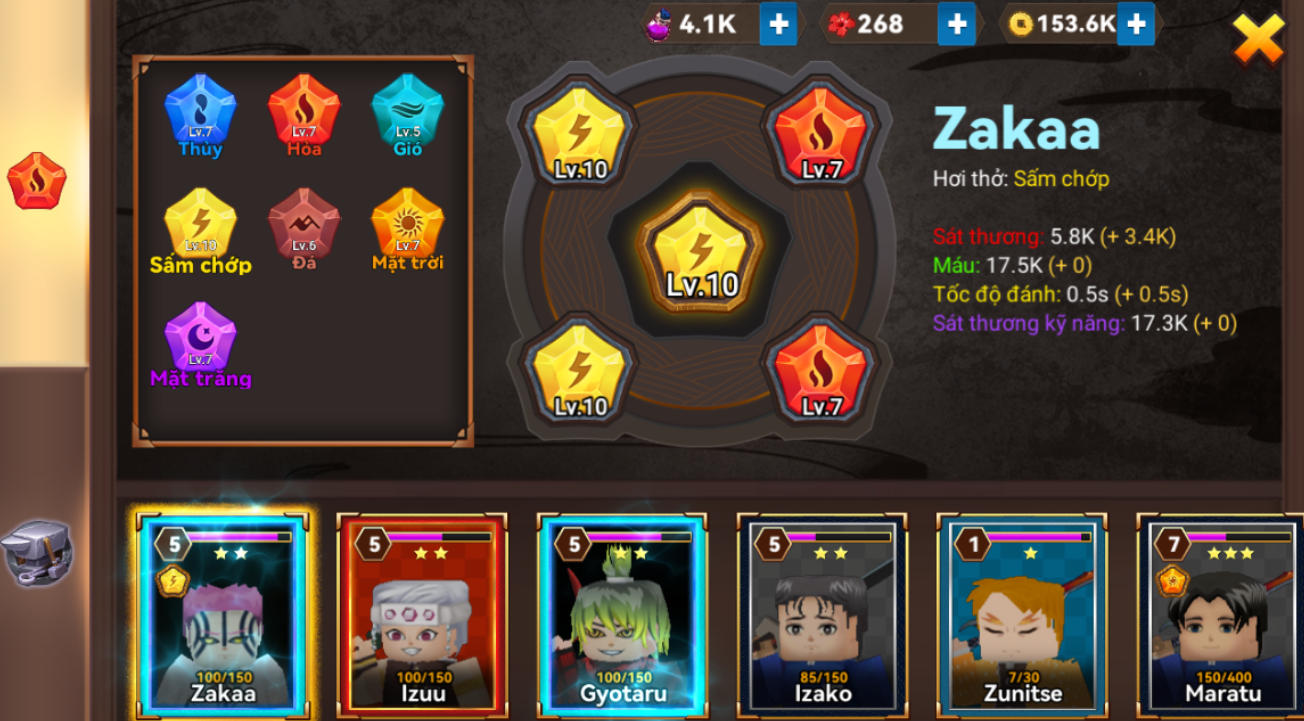 4.1K
268
153.6K
Lv.7
Lv.7
Lv.5
Thủy
Hỏa
Gió
Lv.10
Lv.6
Lv.7
Sấm chớp
Đá
Mặt trời
Lv.7
Mặt trăng
Lv.10
Lv.7
Lv.10
Lv.10
Lv.7
Zakaa
Hơi thở: Sấm chớp
Sát thương: 5.8K (+ 3.4K)
Máu: 17.5K (+ 0)
Tốc độ đánh: 0.5s (+ 0.5s)
Sát thương kỹ năng: 17.3K (+ 0)
5
100/150
Zakaa
5
100/150
Izuu
5
100/150
Gyotaru
5
85/150
Izako
1
7/30
Zunitse
7
150/400
Maratu